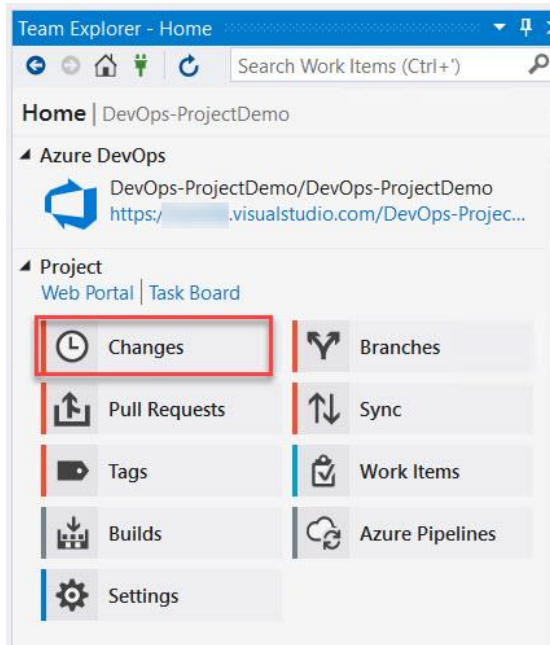 Team Explorer - Home
Search Work Items (Ctrl+')
Home | DevOps-ProjectDemo
Azure DevOps
DevOps-ProjectDemo/DevOps-ProjectDemo
https:/ .visualstudio.com/DevOps-Projec...
Project
Web Portal | Task Board
Changes
Branches
Pull Requests
Sync
Tags
Work Items
Builds
Azure Pipelines
Settings